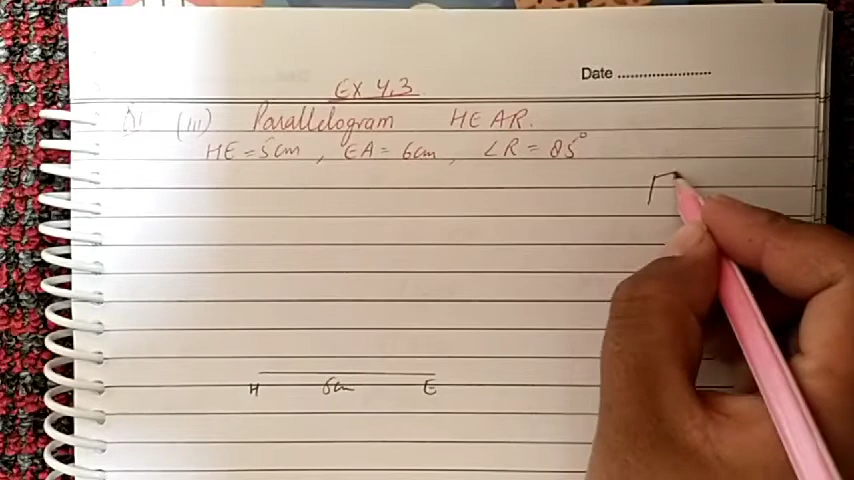 Date ........................
Ex 4.3
Q1 (III) Parallelogram HEAR.
HE = 5cm , EA = 6cm , ∠R = 85°
H 5cm E